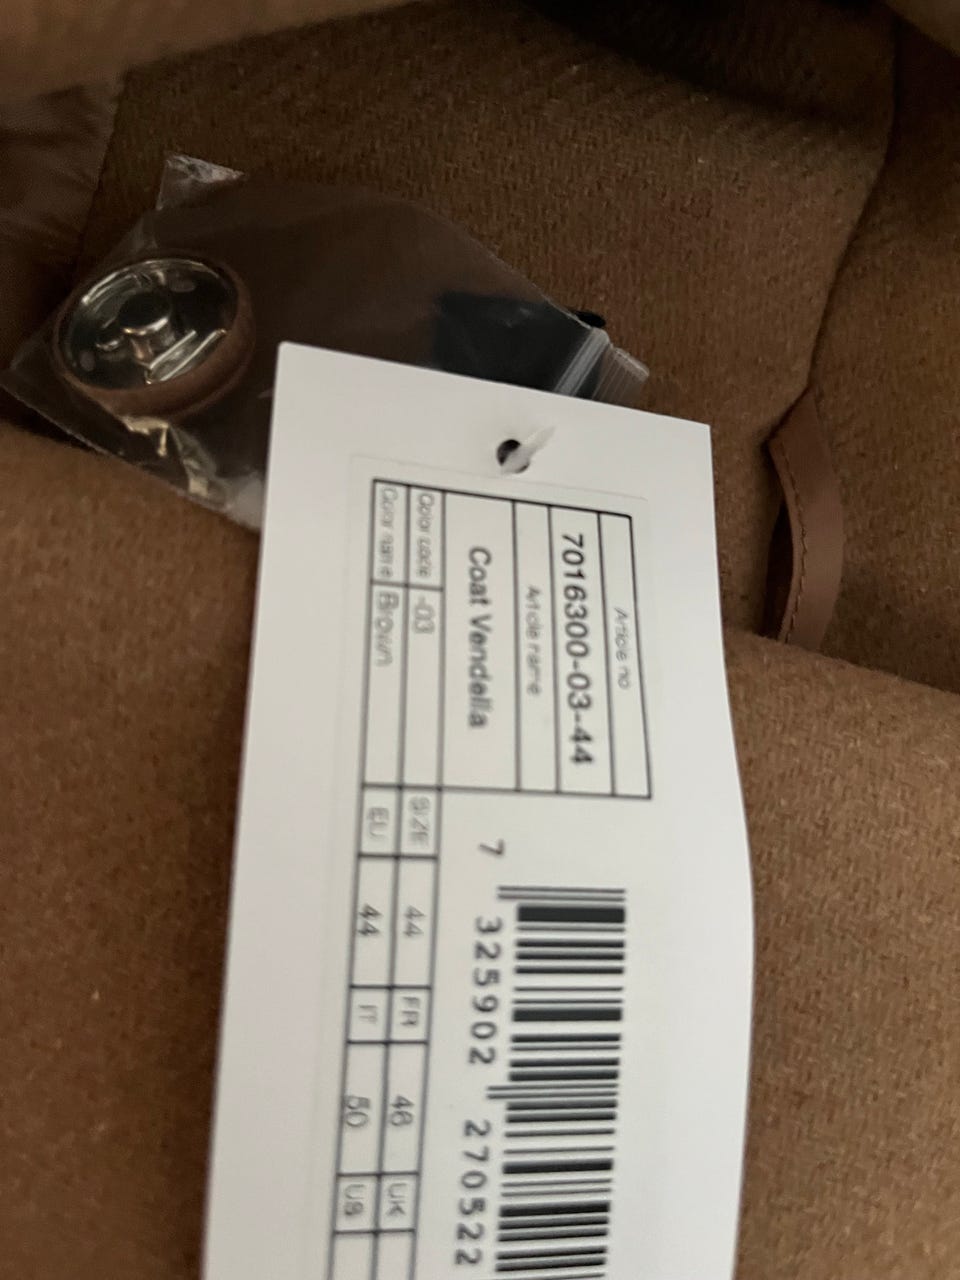 Article no
7016300-03-44
Article name
Coat Vendella
Color code -03
Color name Brown
SIZE 44 FR 46 UK
EU 44 IT 50 US
7 325902 270522